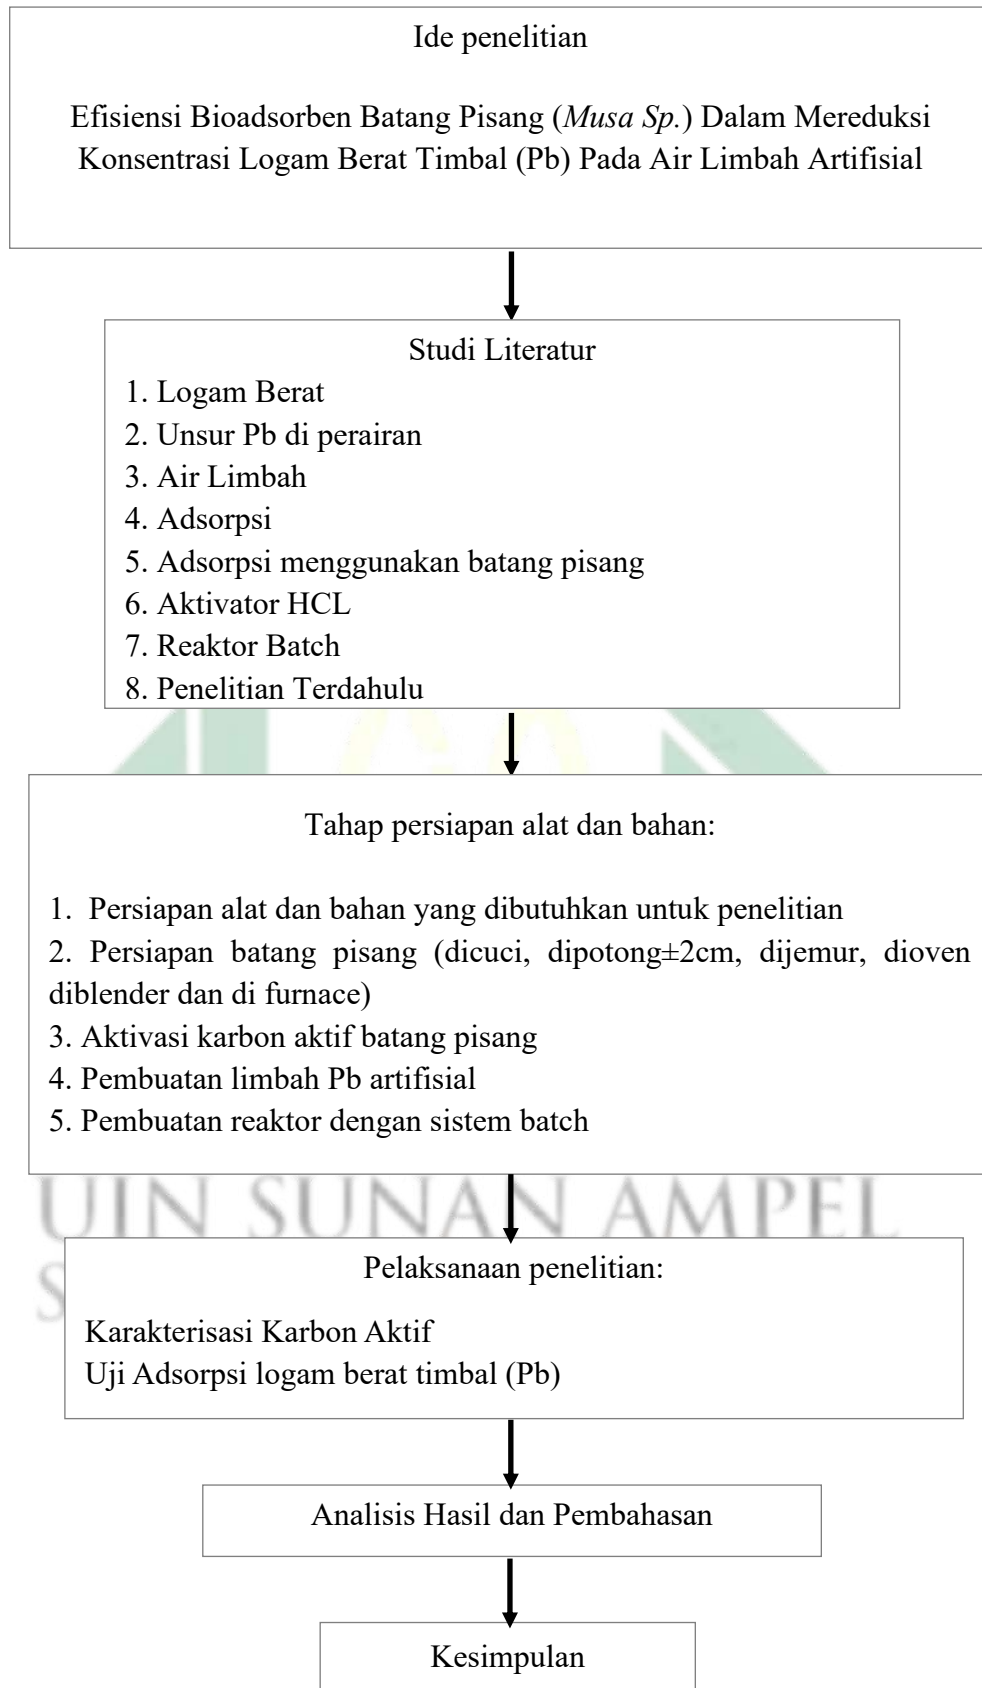 Ide penelitian
Efisiensi Bioadsorben Batang Pisang (Musa Sp.) Dalam Mereduksi
Konsentrasi Logam Berat Timbal (Pb) Pada Air Limbah Artifisial
Studi Literatur
1. Logam Berat
2. Unsur Pb di perairan
3. Air Limbah
4. Adsorpsi
5. Adsorpsi menggunakan batang pisang
6. Aktivator HCL
7. Reaktor Batch
8. Penelitian Terdahulu
Tahap persiapan alat dan bahan:
1. Persiapan alat dan bahan yang dibutuhkan untuk penelitian
2. Persiapan batang pisang (dicuci, dipotong±2cm, dijemur, dioven
diblender dan di furnace)
3. Aktivasi karbon aktif batang pisang
4. Pembuatan limbah Pb artifisial
5. Pembuatan reaktor dengan sistem batch
UIN SUNAN AMPEL
Pelaksanaan penelitian:
Karakterisasi Karbon Aktif
Uji Adsorpsi logam berat timbal (Pb)
Analisis Hasil dan Pembahasan
Kesimpulan